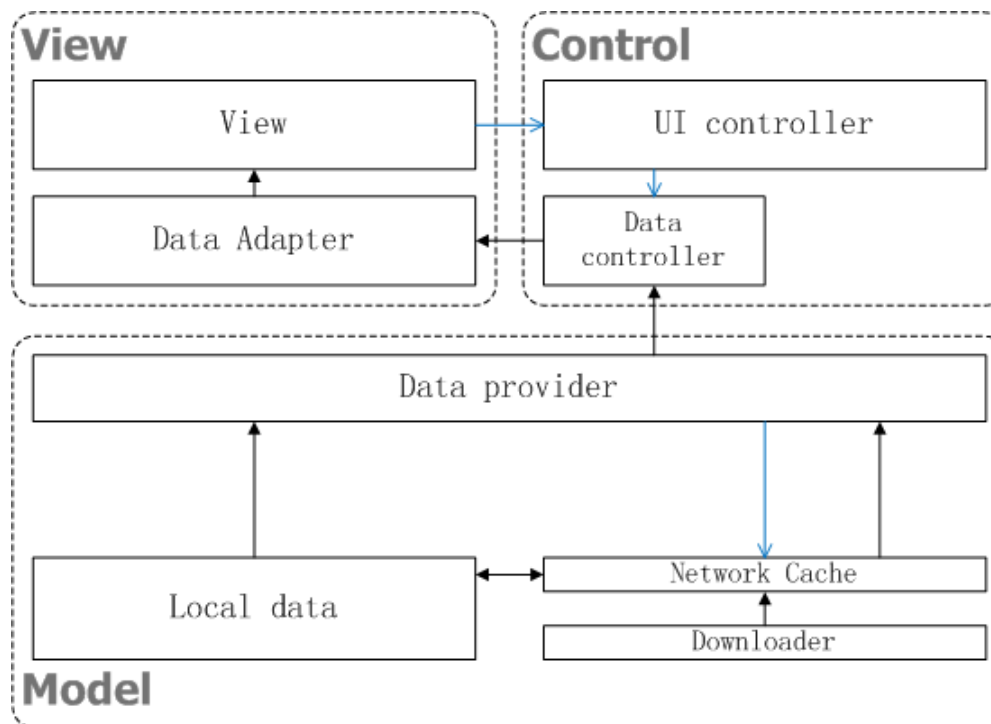 View
Control
View
UI controller
Data Adapter
Data
controller
Data provider
Local data
Network Cache
Downloader
Model